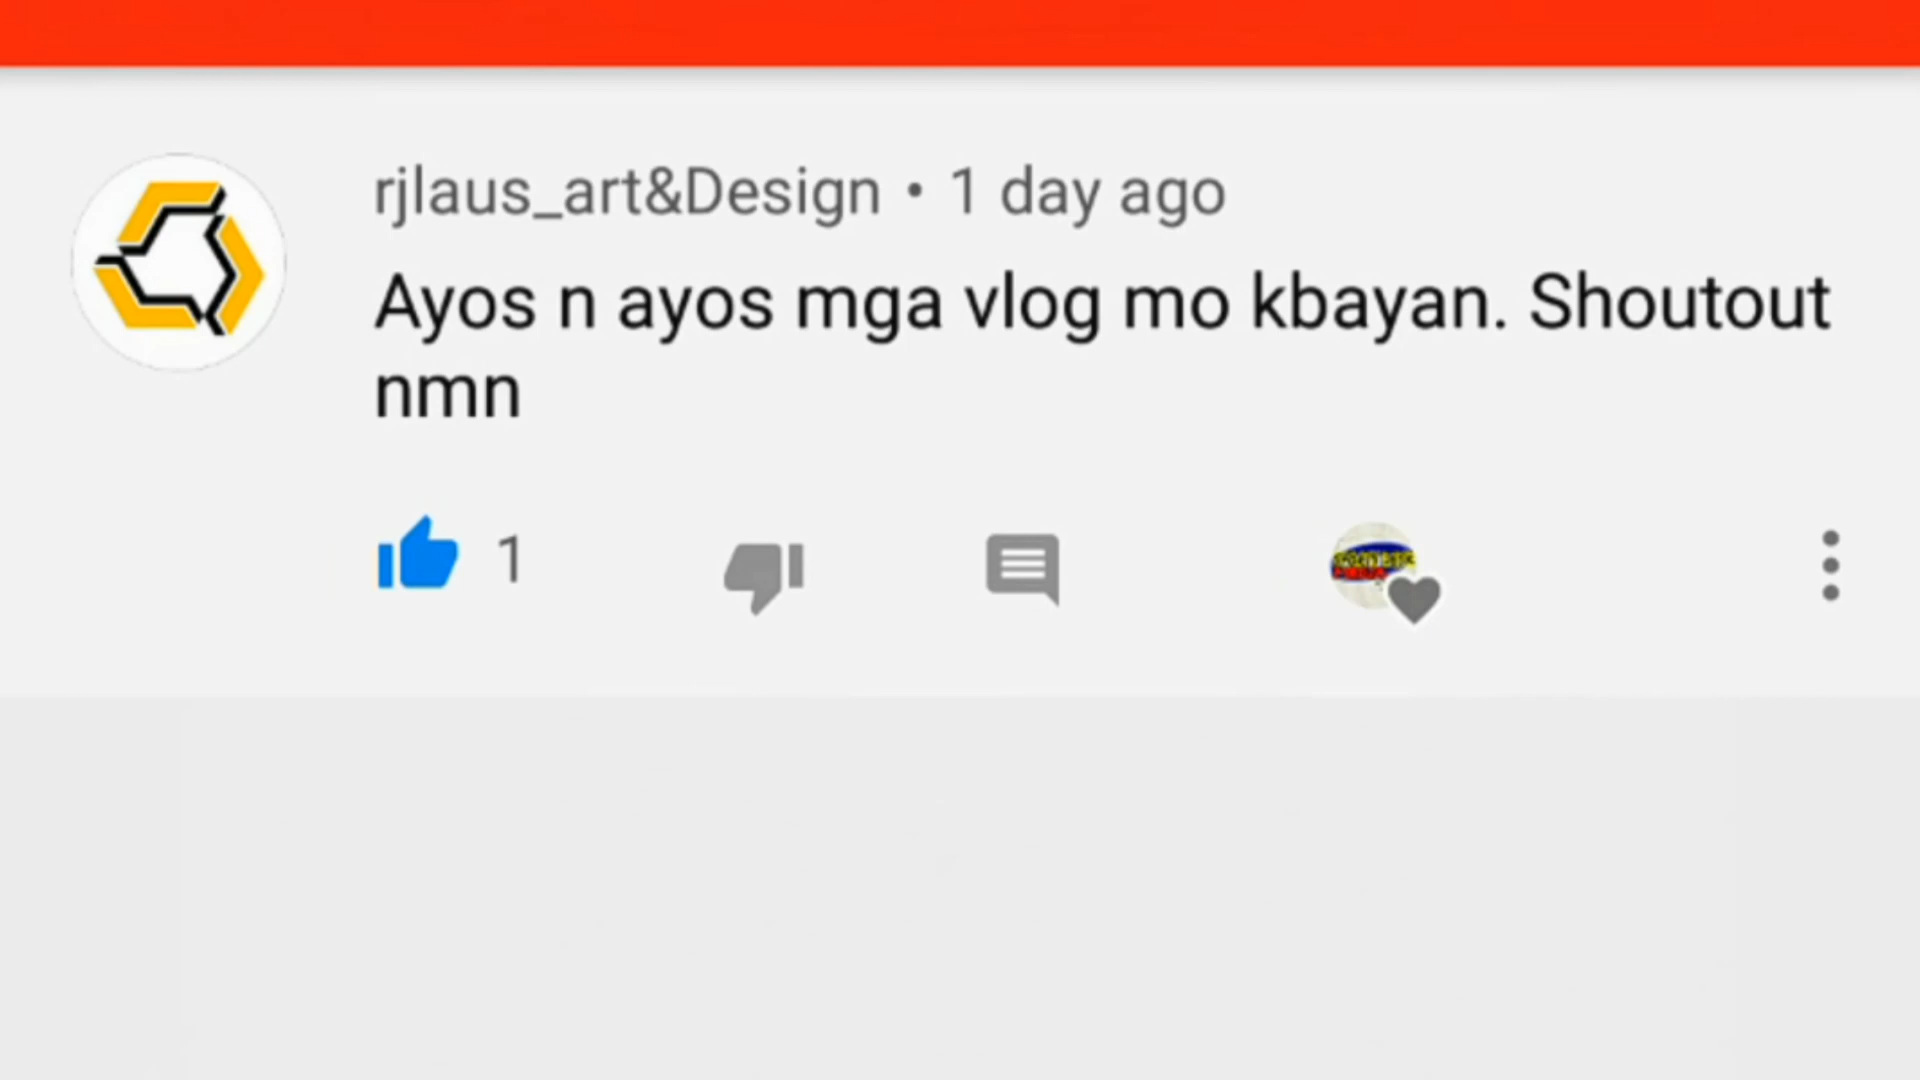 rjlaus_art&Design • 1 day ago
Ayos n ayos mga vlog mo kbayan. Shoutout
nmn
1